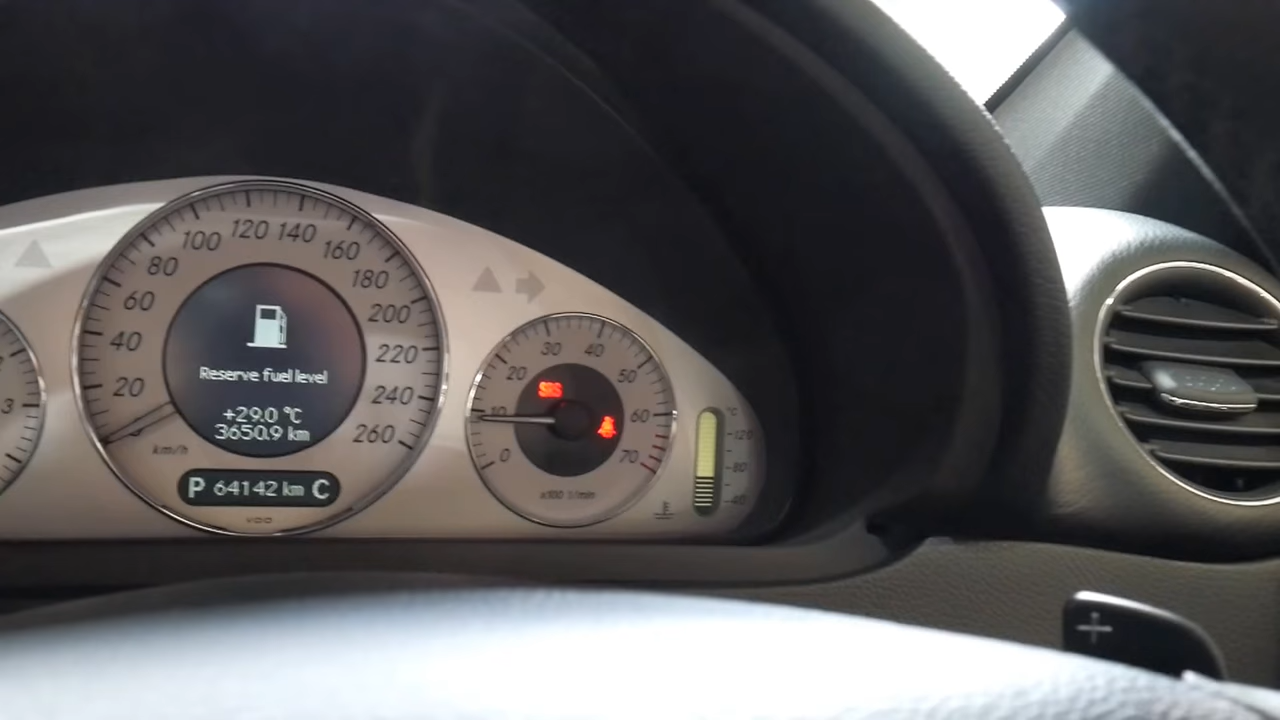 3
20
40
60
80
100
120
140
160
180
200
220
240
260
km/h
Reserve fuel level
+29.0 °C
3650.9 km
P 64142 km C
VDO
0
10
20
30
40
50
60
70
SRS
x100 1/min
°C
120
80
40
+